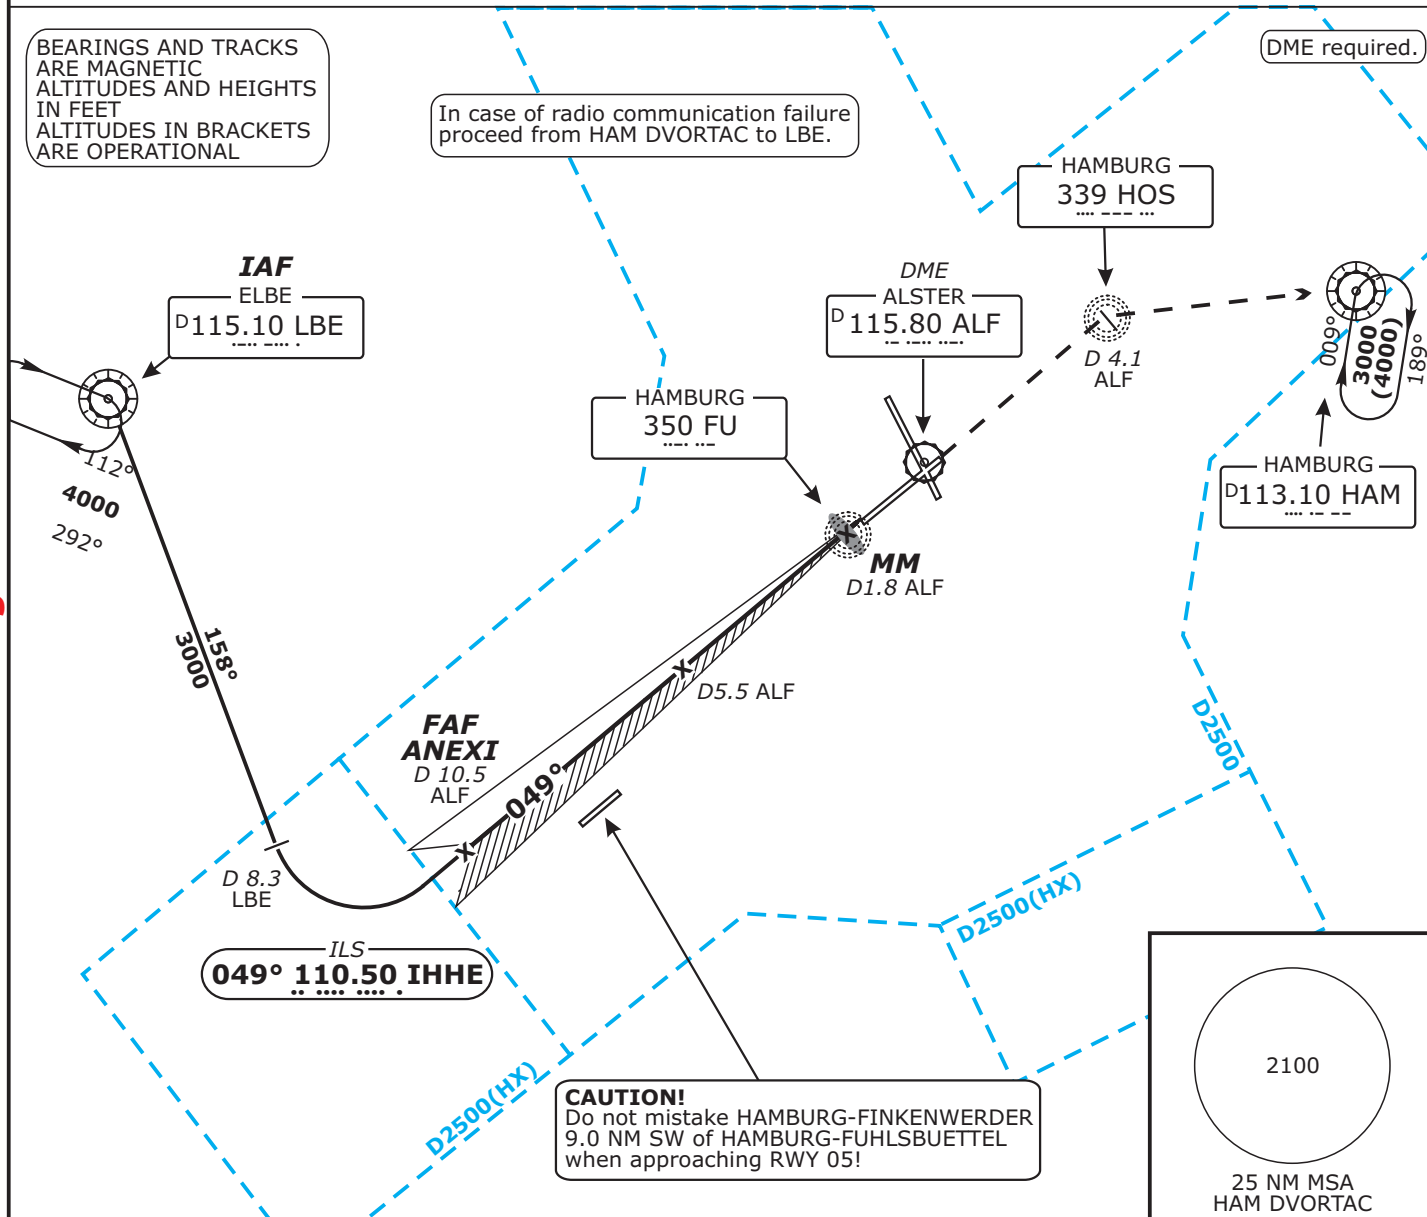 BEARINGS AND TRACKS
ARE MAGNETIC
ALTITUDES AND HEIGHTS
IN FEET
ALTITUDES IN BRACKETS
ARE OPERATIONAL
In case of radio communication failure
proceed from HAM DVORTAC to LBE.
DME required.
HAMBURG
339 HOS
IAF
ELBE
D 115.10 LBE
DME
ALSTER
D 115.80 ALF
D 4.1
ALF
009°
3000
(4000)
189°
HAMBURG
350 FU
HAMBURG
D 113.10 HAM
112°
4000
292°
MM
D1.8 ALF
158°
3000
D5.5 ALF
FAF
ANEXI
D 10.5
ALF
049°
D2500
D 8.3
LBE
D2500(HX)
ILS
049° 110.50 IHHE
D2500(HX)
CAUTION!
Do not mistake HAMBURG-FINKENWERDER
9.0 NM SW of HAMBURG-FUHLSBUETTEL
when approaching RWY 05!
2100
25 NM MSA
HAM DVORTAC